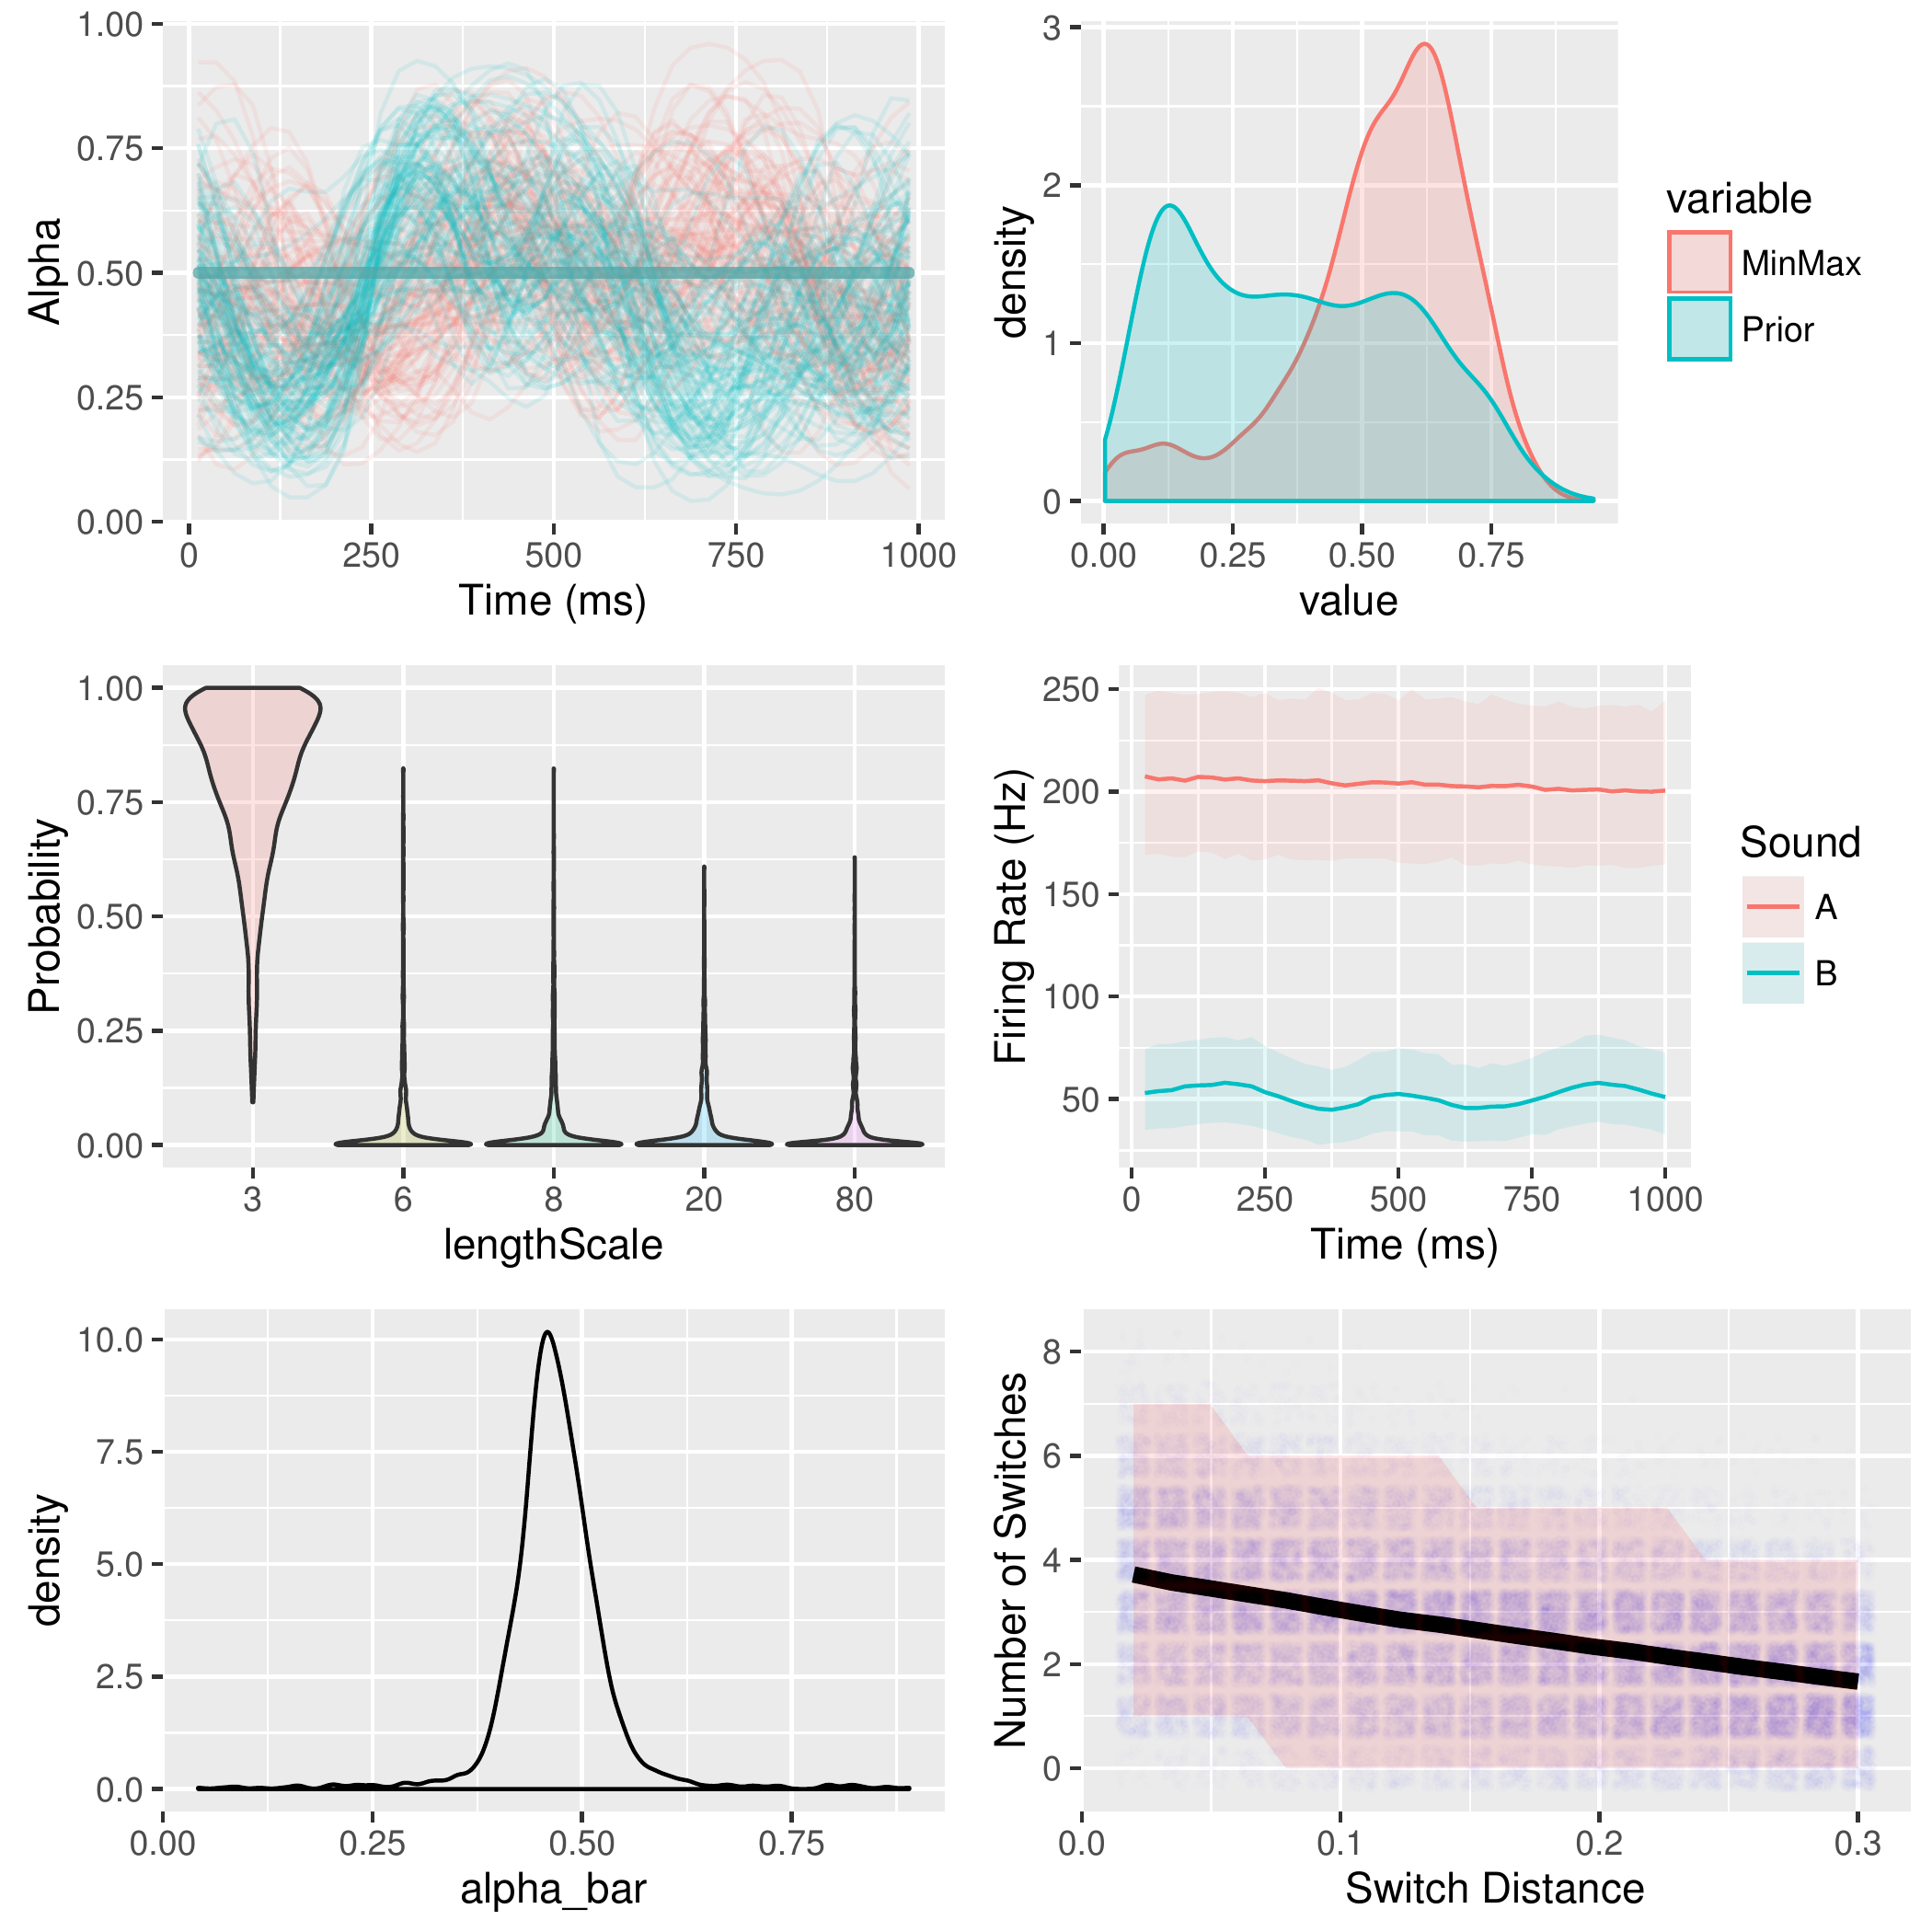 1.00
0.75
0.50
0.25
0.00
Alpha
0 250 500 750 1000
Time (ms)
3
2
1
0
density
0.00 0.25 0.50 0.75
value
variable
MinMax
Prior
1.00
0.75
0.50
0.25
0.00
Probability
3 6 8 20 80
lengthScale
250
200
150
100
50
Firing Rate (Hz)
0 250 500 750 1000
Time (ms)
Sound
A
B
10.0
7.5
5.0
2.5
0.0
density
0.00 0.25 0.50 0.75
alpha_bar
8
6
4
2
0
Number of Switches
0.0 0.1 0.2 0.3
Switch Distance